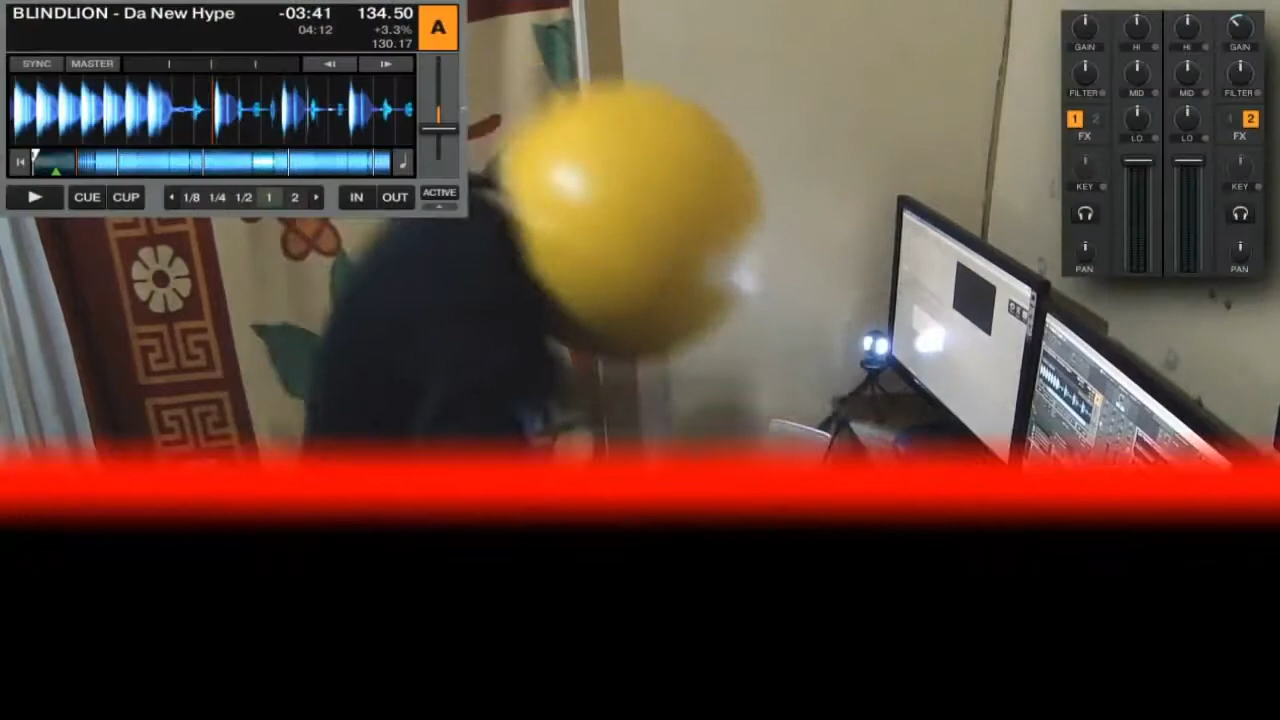 BLINDLION - Da New Hype -03:41 134.50 A
04:12 +3.3%
130.17
SYNC MASTER
CUE CUP 1/8 1/4 1/2 1 2 IN OUT ACTIVE
GAIN HI HI GAIN
FILTER MID MID FILTER
1 2 LO LO 1 2
FX FX
KEY KEY
PAN PAN